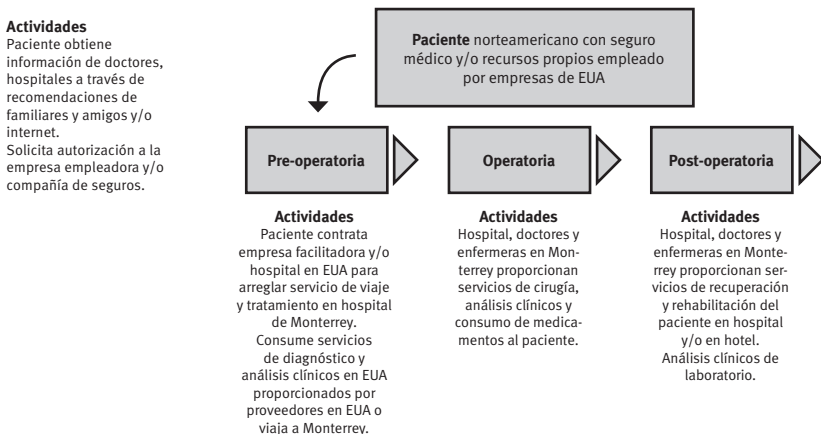 Actividades
Paciente obtiene
información de doctores,
hospitales a través de
recomendaciones de
familiares y amigos y/o
internet.
Solicita autorización a la
empresa empleadora y/o
compañía de seguros.
Paciente norteamericano con seguro
médico y/o recursos propios empleado
por empresas de EUA
Pre-operatoria
Operatoria
Post-operatoria
Actividades
Paciente contrata
empresa facilitadora y/o
hospital en EUA para
arreglar servicio de viaje
y tratamiento en hospital
de Monterrey.
Consume servicios
de diagnóstico y
análisis clínicos en EUA
proporcionados por
proveedores en EUA o
viaja a Monterrey.
Actividades
Hospital, doctores y
enfermeras en Mon-
terrey proporcionan
servicios de cirugía,
análisis clínicos y
consumo de medica-
mentos al paciente.
Actividades
Hospital, doctores y
enfermeras en Monte-
rrey proporcionan ser-
vicios de recuperación
y rehabilitación del
paciente en hospital
y/o en hotel.
Análisis clínicos de
laboratorio.